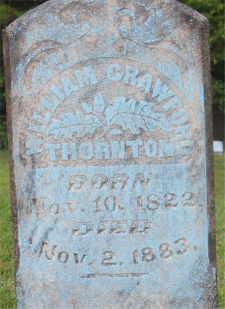 WILLIAM CRAWFORD
THORNTON
BORN
Nov. 10. 1822.
DIED
Nov. 2. 1883.